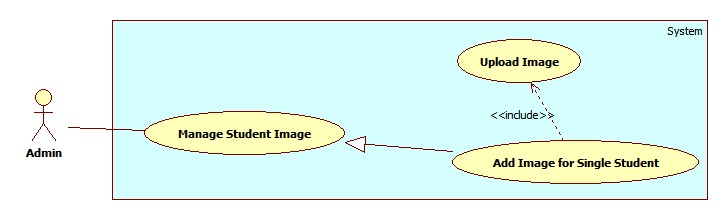 System
Upload Image
<<include>>
Manage Student Image
Admin
Add Image for Single Student